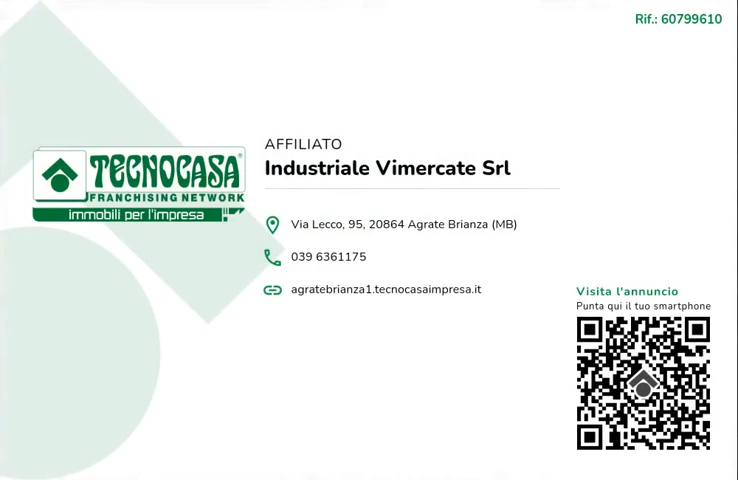 Rif.: 60799610
AFFILIATO
Industriale Vimercate Srl
TECNOCASA®
FRANCHISING NETWORK
immobili per l'impresa
Via Lecco, 95, 20864 Agrate Brianza (MB)
039 6361175
agratebrianza1.tecnocasaimpresa.it
Visita l'annuncio
Punta qui il tuo smartphone